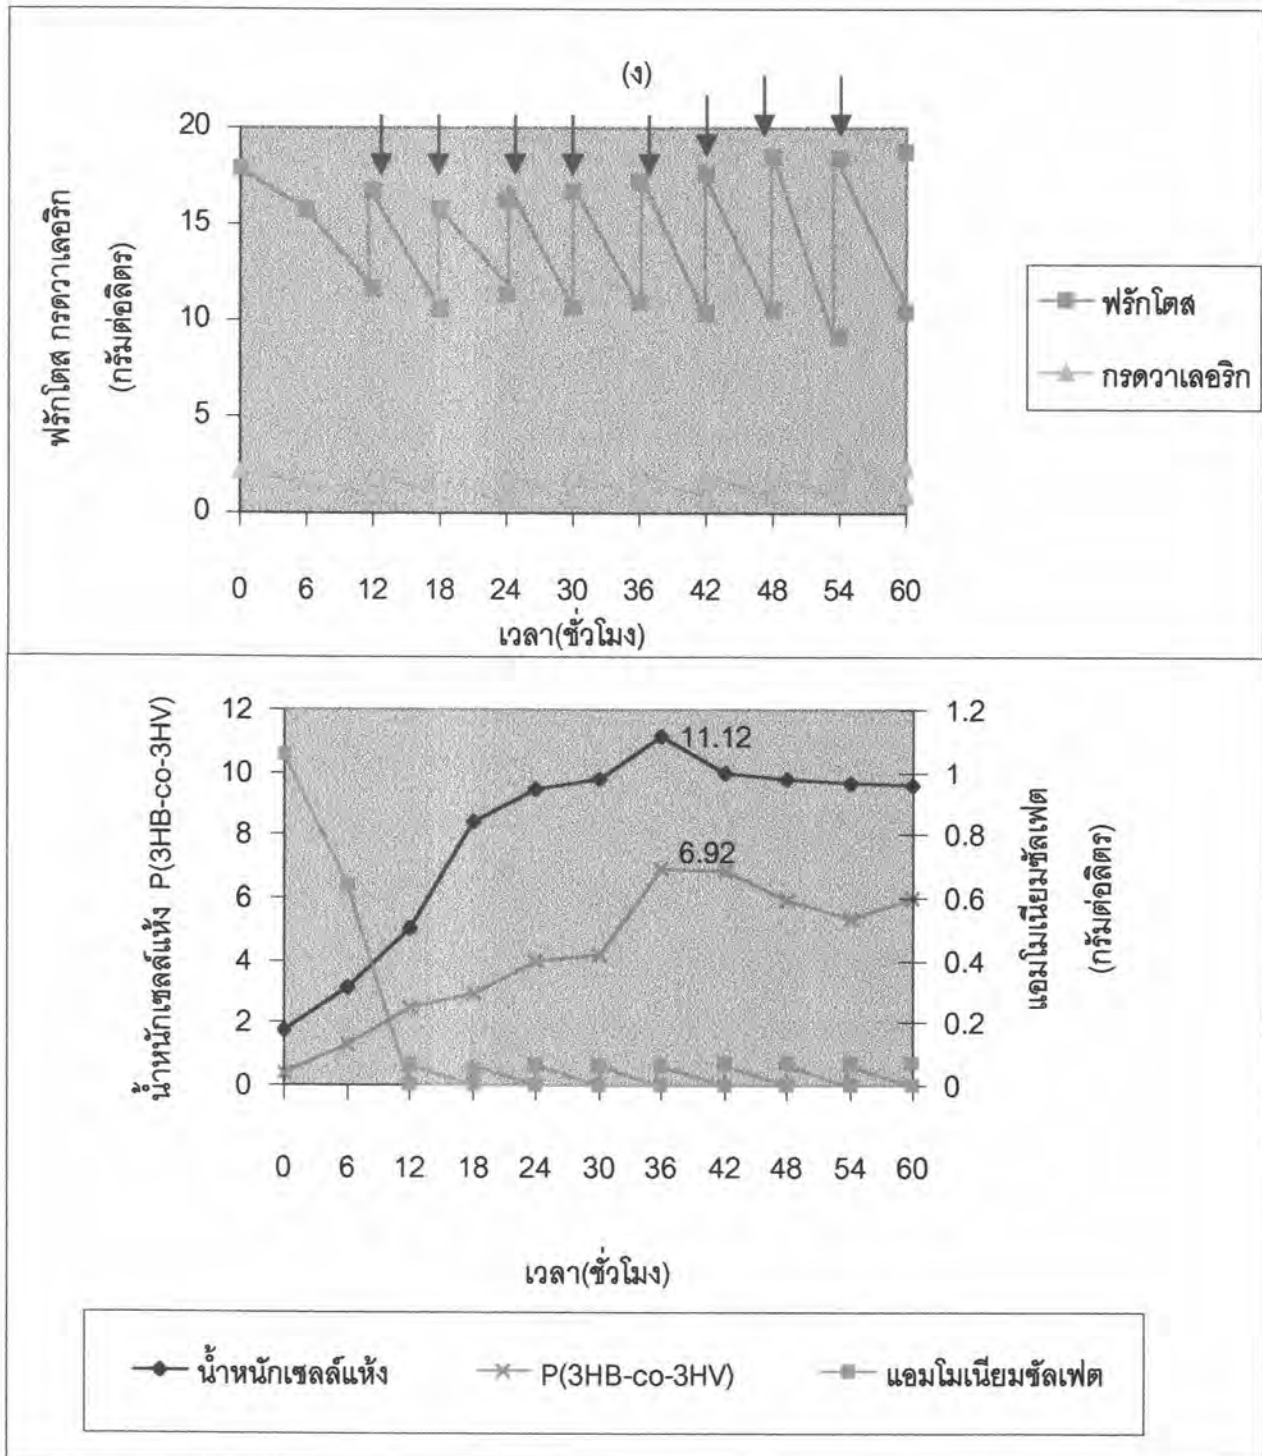 (ง)
ฟรักโตส กรดวาเลอริก
(กรัมต่อลิตร)
20
15
10
5
0
0 6 12 18 24 30 36 42 48 54 60
เวลา(ชั่วโมง)
ฟรักโตส
กรดวาเลอริก
น้ำหนักเซลล์แห้ง P(3HB-co-3HV)
12
10
8
6
4
2
0
11.12
6.92
1.2
1
0.8
0.6
0.4
0.2
0
แอมโมเนียมซัลเฟต
(กรัมต่อลิตร)
0 6 12 18 24 30 36 42 48 54 60
เวลา(ชั่วโมง)
น้ำหนักเซลล์แห้ง P(3HB-co-3HV) แอมโมเนียมซัลเฟต